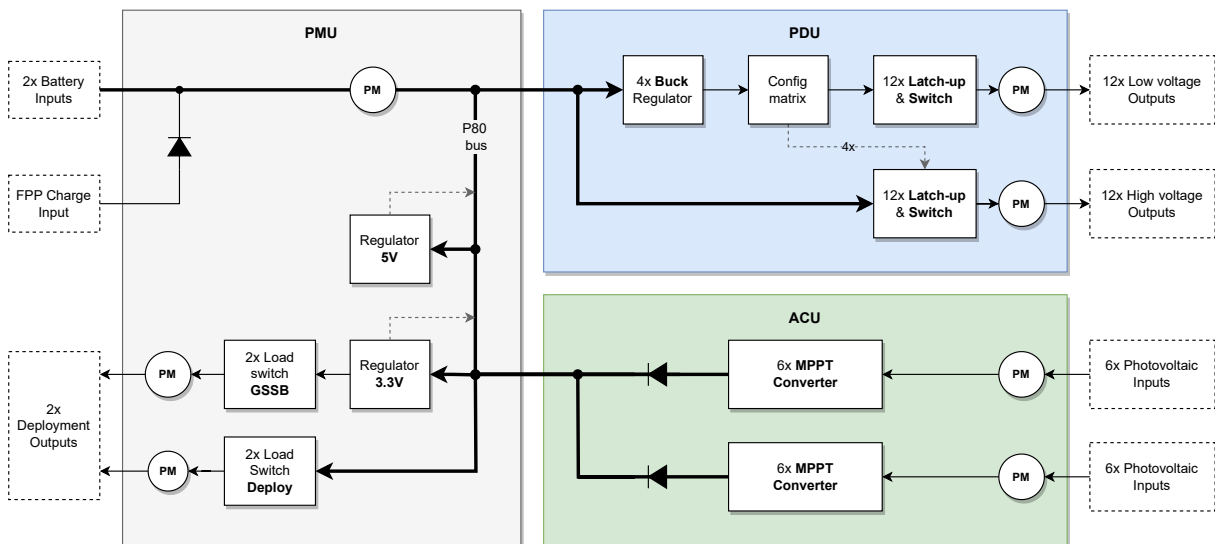 PMU
PDU
2x Battery
Inputs
PM
4x Buck
Regulator
Config
matrix
12x Latch-up
& Switch
PM
12x Low voltage
Outputs
P80
bus
4x
FPP Charge
Input
12x Latch-up
& Switch
PM
12x High voltage
Outputs
Regulator
5V
ACU
2x
Deployment
Outputs
PM
2x Load
switch
GSSB
Regulator
3.3V
6x MPPT
Converter
PM
6x Photovoltaic
Inputs
PM
2x Load
Switch
Deploy
6x MPPT
Converter
PM
6x Photovoltaic
Inputs